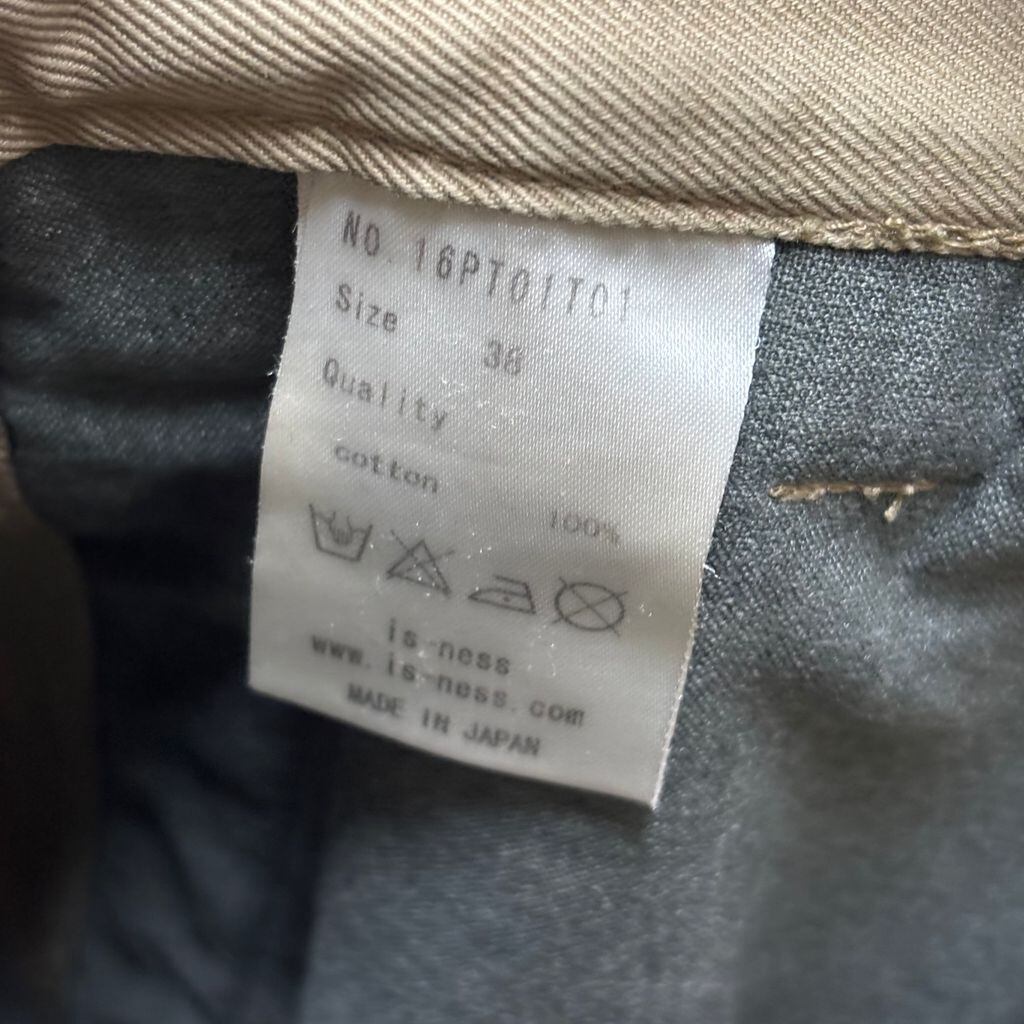 NO. 16PT01T01
Size
38
Quality
cotton
100%
is-ness
www.is-ness.com
MADE IN JAPAN